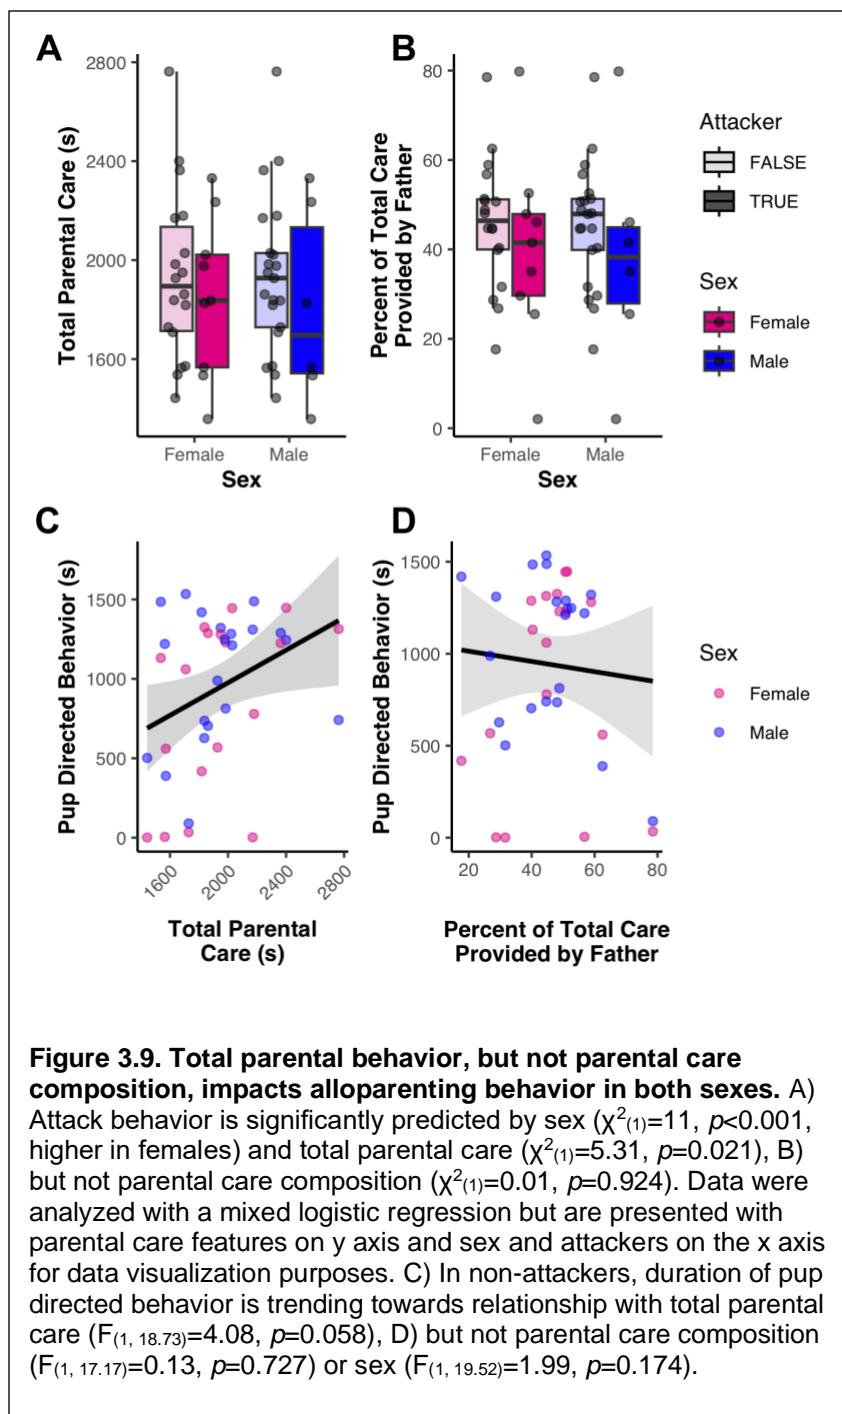 A
Total Parental Care (s)
2800
2400
2000
1600
Female
Male
Sex
B
Percent of Total Care
Provided by Father
80
60
40
20
0
Female
Male
Sex
Attacker
FALSE
TRUE
Sex
Female
Male
C
Pup Directed Behavior (s)
1500
1000
500
0
1600
2000
2400
2800
Total Parental
Care (s)
D
Pup Directed Behavior (s)
1500
1000
500
0
20
40
60
80
Percent of Total Care
Provided by Father
Sex
Female
Male
Figure 3.9. Total parental behavior, but not parental care
composition, impacts alloparenting behavior in both sexes. A)
Attack behavior is significantly predicted by sex (χ²₍₁₎=11, p<0.001,
higher in females) and total parental care (χ²₍₁₎=5.31, p=0.021), B)
but not parental care composition (χ²₍₁₎=0.01, p=0.924). Data were
analyzed with a mixed logistic regression but are presented with
parental care features on y axis and sex and attackers on the x axis
for data visualization purposes. C) In non-attackers, duration of pup
directed behavior is trending towards relationship with total parental
care (F₍₁, ₁₈.₇₃₎=4.08, p=0.058), D) but not parental care composition
(F₍₁, ₁₇.₁₇₎=0.13, p=0.727) or sex (F₍₁, ₁₉.₅₂₎=1.99, p=0.174).